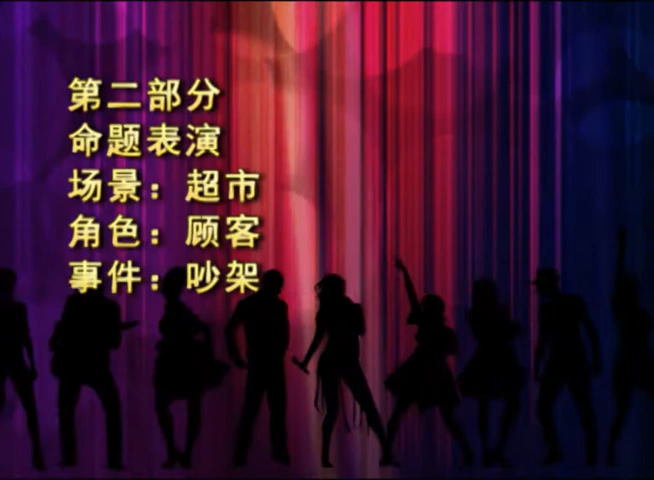 第二部分
命题表演
场景：超市
角色：顾客
事件：吵架